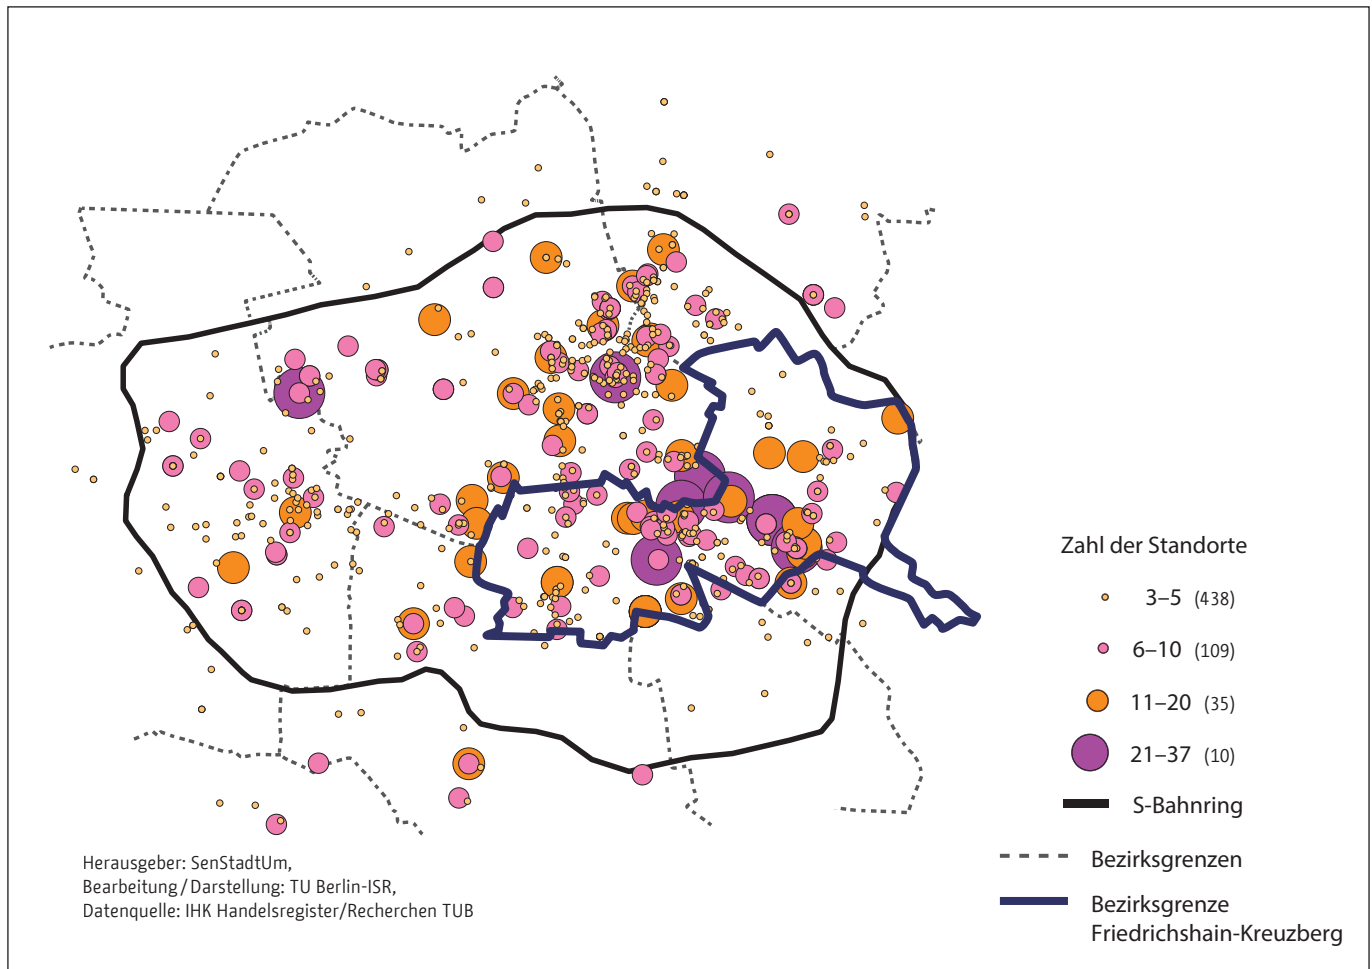 Zahl der Standorte
3–5 (438)
6–10 (109)
11–20 (35)
21–37 (10)
S-Bahnring
Bezirksgrenzen
Bezirksgrenze
Friedrichshain-Kreuzberg
Herausgeber: SenStadtUm,
Bearbeitung/Darstellung: TU Berlin-ISR,
Datenquelle: IHK Handelsregister/Recherchen TUB